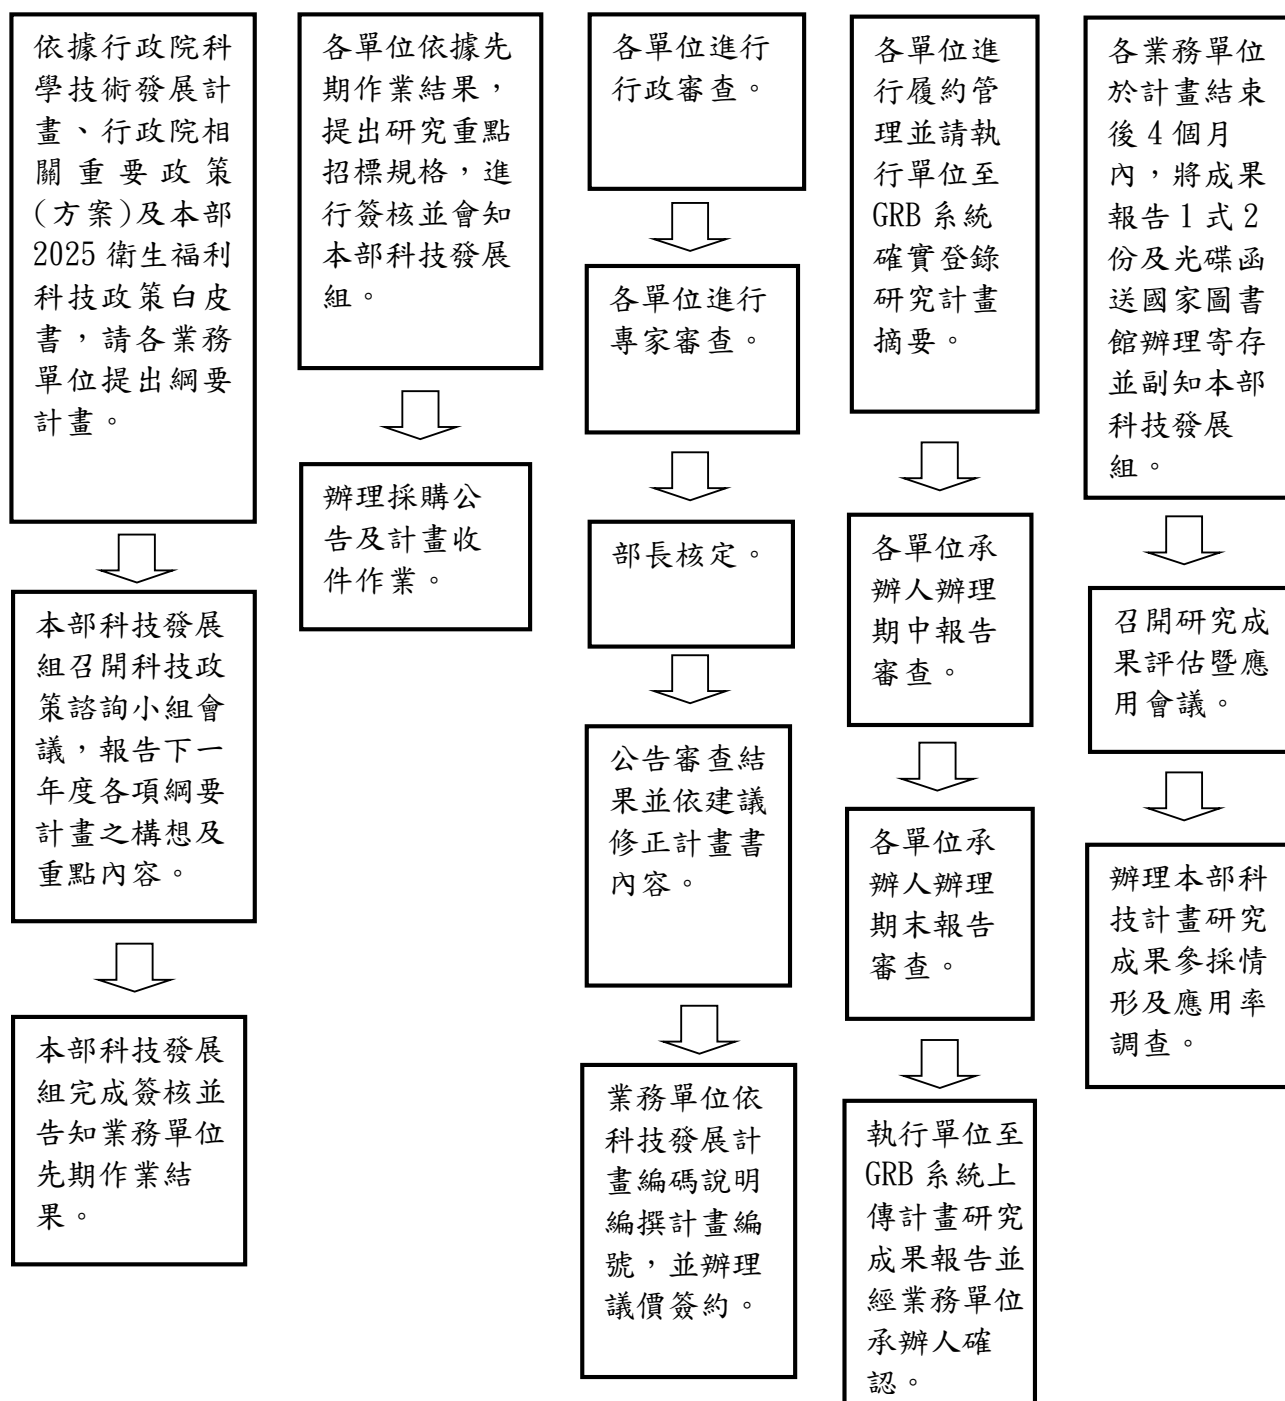 依據行政院科
學技術發展計
畫、行政院相
關重要政策
(方案)及本部
2025 衛生福利
科技政策白皮
書，請各業務
單位提出綱要
計畫。
本部科技發展
組召開科技政
策諮詢小組會
議，報告下一
年度各項綱要
計畫之構想及
重點內容。
本部科技發展
組完成簽核並
告知業務單位
先期作業結
果。
各單位依據先
期作業結果，
提出研究重點
招標規格，進
行簽核並會知
本部科技發展
組。
辦理採購公
告及計畫收
件作業。
各單位進行
行政審查。
各單位進行
專家審查。
部長核定。
公告審查結
果並依建議
修正計畫書
內容。
業務單位依
科技發展計
畫編碼說明
編撰計畫編
號，並辦理
議價簽約。
各單位進
行履約管
理並請執
行單位至
GRB 系統
確實登錄
研究計畫
摘要。
各單位承
辦人辦理
期中報告
審查。
各單位承
辦人辦理
期末報告
審查。
執行單位至
GRB 系統上
傳計畫研究
成果報告並
經業務單位
承辦人確
認。
各業務單位
於計畫結束
後 4 個月
內，將成果
報告 1 式 2
份及光碟函
送國家圖書
館辦理寄存
並副知本部
科技發展
組。
召開研究成
果評估暨應
用會議。
辦理本部科
技計畫研究
成果參採情
形及應用率
調查。